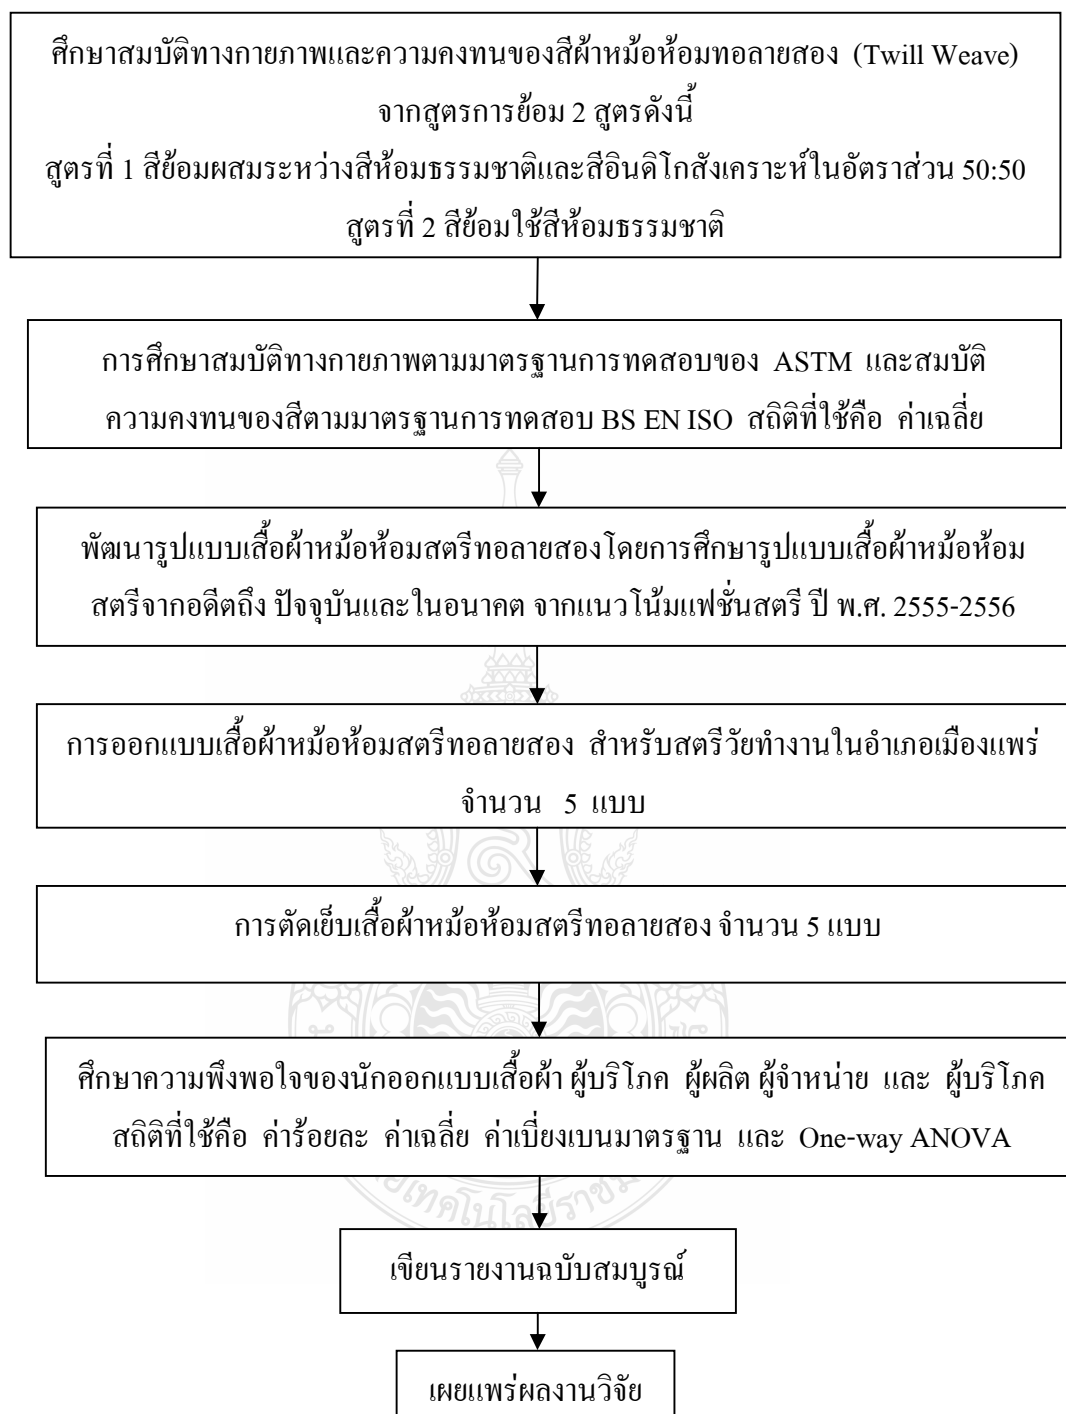 ศึกษาสมบัติทางกายภาพและความคงทนของสีผ้าหม้อห้อมทอลายสอง (Twill Weave)
จากสูตรการย้อม 2 สูตรดังนี้
สูตรที่ 1 สีย้อมผสมระหว่างสีห้อมธรรมชาติและสีอินดิโกสังเคราะห์ในอัตราส่วน 50:50
สูตรที่ 2 สีย้อมใช้สีห้อมธรรมชาติ
การศึกษาสมบัติทางกายภาพตามมาตรฐานการทดสอบของ ASTM และสมบัติ
ความคงทนของสีตามมาตรฐานการทดสอบ BS EN ISO สถิติที่ใช้คือ ค่าเฉลี่ย
พัฒนารูปแบบเสื้อผ้าหม้อห้อมสตรีทอลายสองโดยการศึกษารูปแบบเสื้อผ้าหม้อห้อม
สตรีจากอดีตถึง ปัจจุบันและในอนาคต จากแนวโน้มแฟชั่นสตรี ปี พ.ศ. 2555-2556
การออกแบบเสื้อผ้าหม้อห้อมสตรีทอลายสอง สำหรับสตรีวัยทำงานในอำเภอเมืองแพร่
จำนวน 5 แบบ
การตัดเย็บเสื้อผ้าหม้อห้อมสตรีทอลายสอง จำนวน 5 แบบ
ศึกษาความพึงพอใจของนักออกแบบเสื้อผ้า ผู้บริโภค ผู้ผลิต ผู้จำหน่าย และ ผู้บริโภค
สถิติที่ใช้คือ ค่าร้อยละ ค่าเฉลี่ย ค่าเบี่ยงเบนมาตรฐาน และ One-way ANOVA
เขียนรายงานฉบับสมบูรณ์
เผยแพร่ผลงานวิจัย